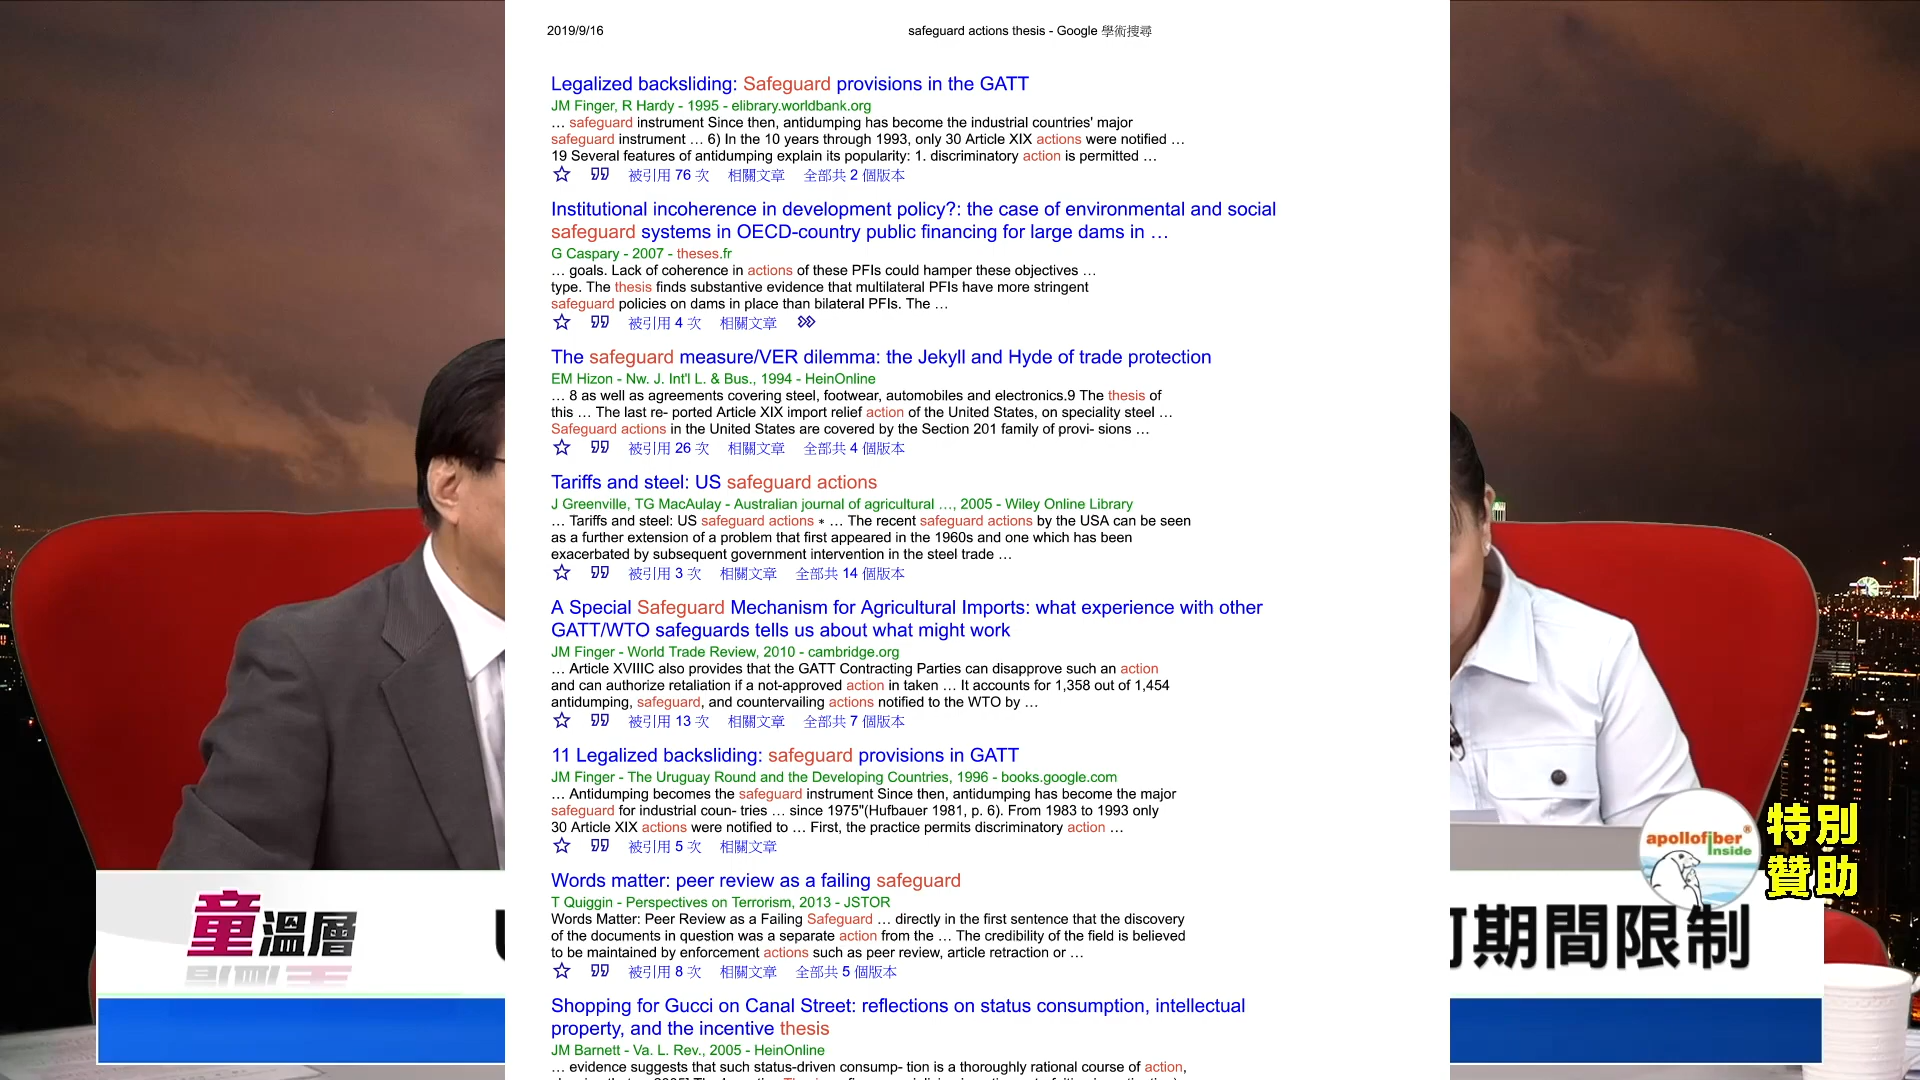 2019/9/16
safeguard actions thesis - Google 學術搜尋
Legalized backsliding: Safeguard provisions in the GATT
JM Finger, R Hardy - 1995 - elibrary.worldbank.org
… safeguard instrument Since then, antidumping has become the industrial countries' major
safeguard instrument … 6) In the 10 years through 1993, only 30 Article XIX actions were notified …
19 Several features of antidumping explain its popularity: 1. discriminatory action is permitted …
被引用 76 次 相關文章 全部共 2 個版本
Institutional incoherence in development policy?: the case of environmental and social
safeguard systems in OECD-country public financing for large dams in …
G Caspary - 2007 - theses.fr
… goals. Lack of coherence in actions of these PFIs could hamper these objectives …
type. The thesis finds substantive evidence that multilateral PFIs have more stringent
safeguard policies on dams in place than bilateral PFIs. The …
被引用 4 次 相關文章
The safeguard measure/VER dilemma: the Jekyll and Hyde of trade protection
EM Hizon - Nw. J. Int'l L. & Bus., 1994 - HeinOnline
… 8 as well as agreements covering steel, footwear, automobiles and electronics.9 The thesis of
this … The last re- ported Article XIX import relief action of the United States, on speciality steel …
Safeguard actions in the United States are covered by the Section 201 family of provi- sions …
被引用 26 次 相關文章 全部共 4 個版本
Tariffs and steel: US safeguard actions
J Greenville, TG MacAulay - Australian journal of agricultural …, 2005 - Wiley Online Library
… Tariffs and steel: US safeguard actions * … The recent safeguard actions by the USA can be seen
as a further extension of a problem that first appeared in the 1960s and one which has been
exacerbated by subsequent government intervention in the steel trade …
被引用 3 次 相關文章 全部共 14 個版本
A Special Safeguard Mechanism for Agricultural Imports: what experience with other
GATT/WTO safeguards tells us about what might work
JM Finger - World Trade Review, 2010 - cambridge.org
… Article XVIIIC also provides that the GATT Contracting Parties can disapprove such an action
and can authorize retaliation if a not-approved action in taken … It accounts for 1,358 out of 1,454
antidumping, safeguard, and countervailing actions notified to the WTO by …
被引用 13 次 相關文章 全部共 7 個版本
11 Legalized backsliding: safeguard provisions in GATT
JM Finger - The Uruguay Round and the Developing Countries, 1996 - books.google.com
… Antidumping becomes the safeguard instrument Since then, antidumping has become the major
safeguard for industrial coun- tries … since 1975"(Hufbauer 1981, p. 6). From 1983 to 1993 only
30 Article XIX actions were notified to … First, the practice permits discriminatory action …
被引用 5 次 相關文章
Words matter: peer review as a failing safeguard
T Quiggin - Perspectives on Terrorism, 2013 - JSTOR
Words Matter: Peer Review as a Failing Safeguard … directly in the first sentence that the discovery
of the documents in question was a separate action from the … The credibility of the field is believed
to be maintained by enforcement actions such as peer review, article retraction or …
被引用 8 次 相關文章 全部共 5 個版本
Shopping for Gucci on Canal Street: reflections on status consumption, intellectual
property, and the incentive thesis
JM Barnett - Va. L. Rev., 2005 - HeinOnline
… evidence suggests that such status-driven consump- tion is a thoroughly rational course of action,
童溫層
期間限制
apollofiber®
Inside
特別
贊助